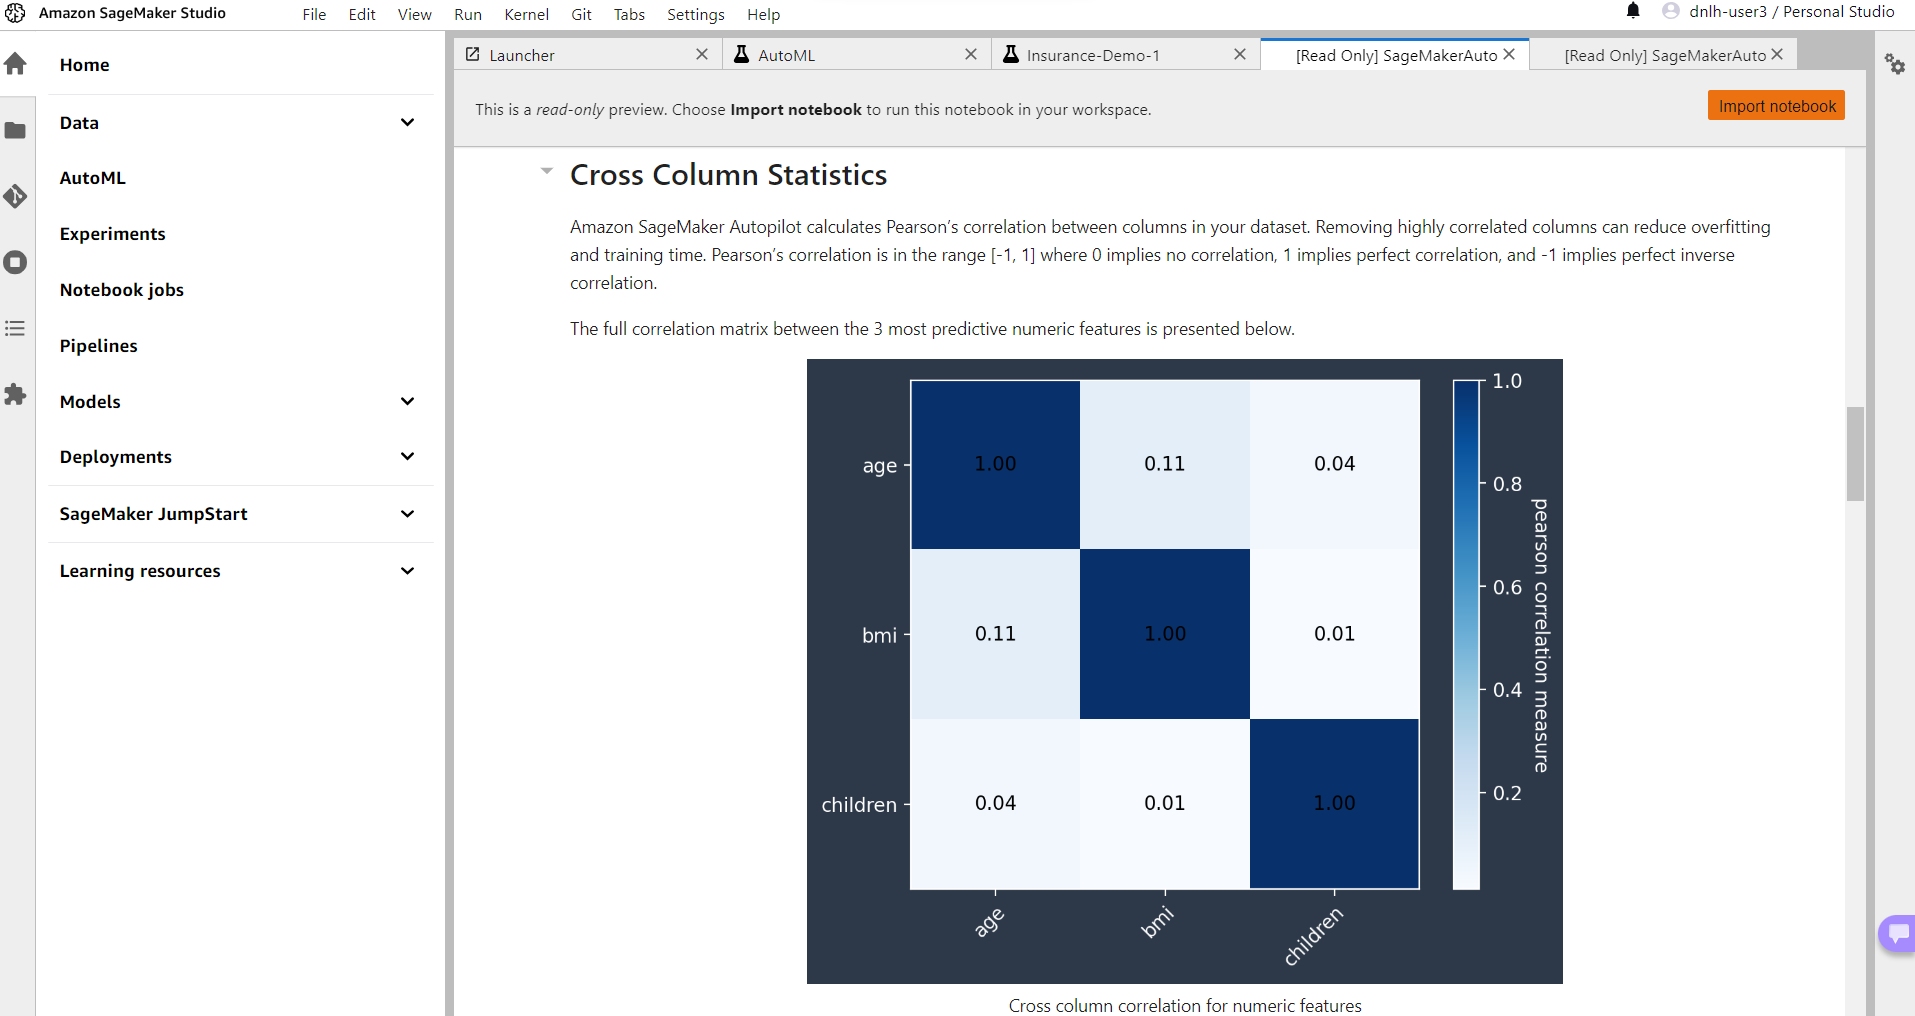 Amazon SageMaker Studio
File Edit View Run Kernel Git Tabs Settings Help
dnlh-user3 / Personal Studio
Home
Data
AutoML
Experiments
Notebook jobs
Pipelines
Models
Deployments
SageMaker JumpStart
Learning resources
Launcher
AutoML
Insurance-Demo-1
[Read Only] SageMakerAuto
[Read Only] SageMakerAuto
This is a read-only preview. Choose Import notebook to run this notebook in your workspace.
Import notebook
Cross Column Statistics
Amazon SageMaker Autopilot calculates Pearson’s correlation between columns in your dataset. Removing highly correlated columns can reduce overfitting
and training time. Pearson’s correlation is in the range [-1, 1] where 0 implies no correlation, 1 implies perfect correlation, and -1 implies perfect inverse
correlation.
The full correlation matrix between the 3 most predictive numeric features is presented below.
age 1.00 0.11 0.04
bmi 0.11 1.00 0.01
children 0.04 0.01 1.00
age bmi children
1.0
0.8
0.6
0.4
0.2
pearson correlation measure
Cross column correlation for numeric features